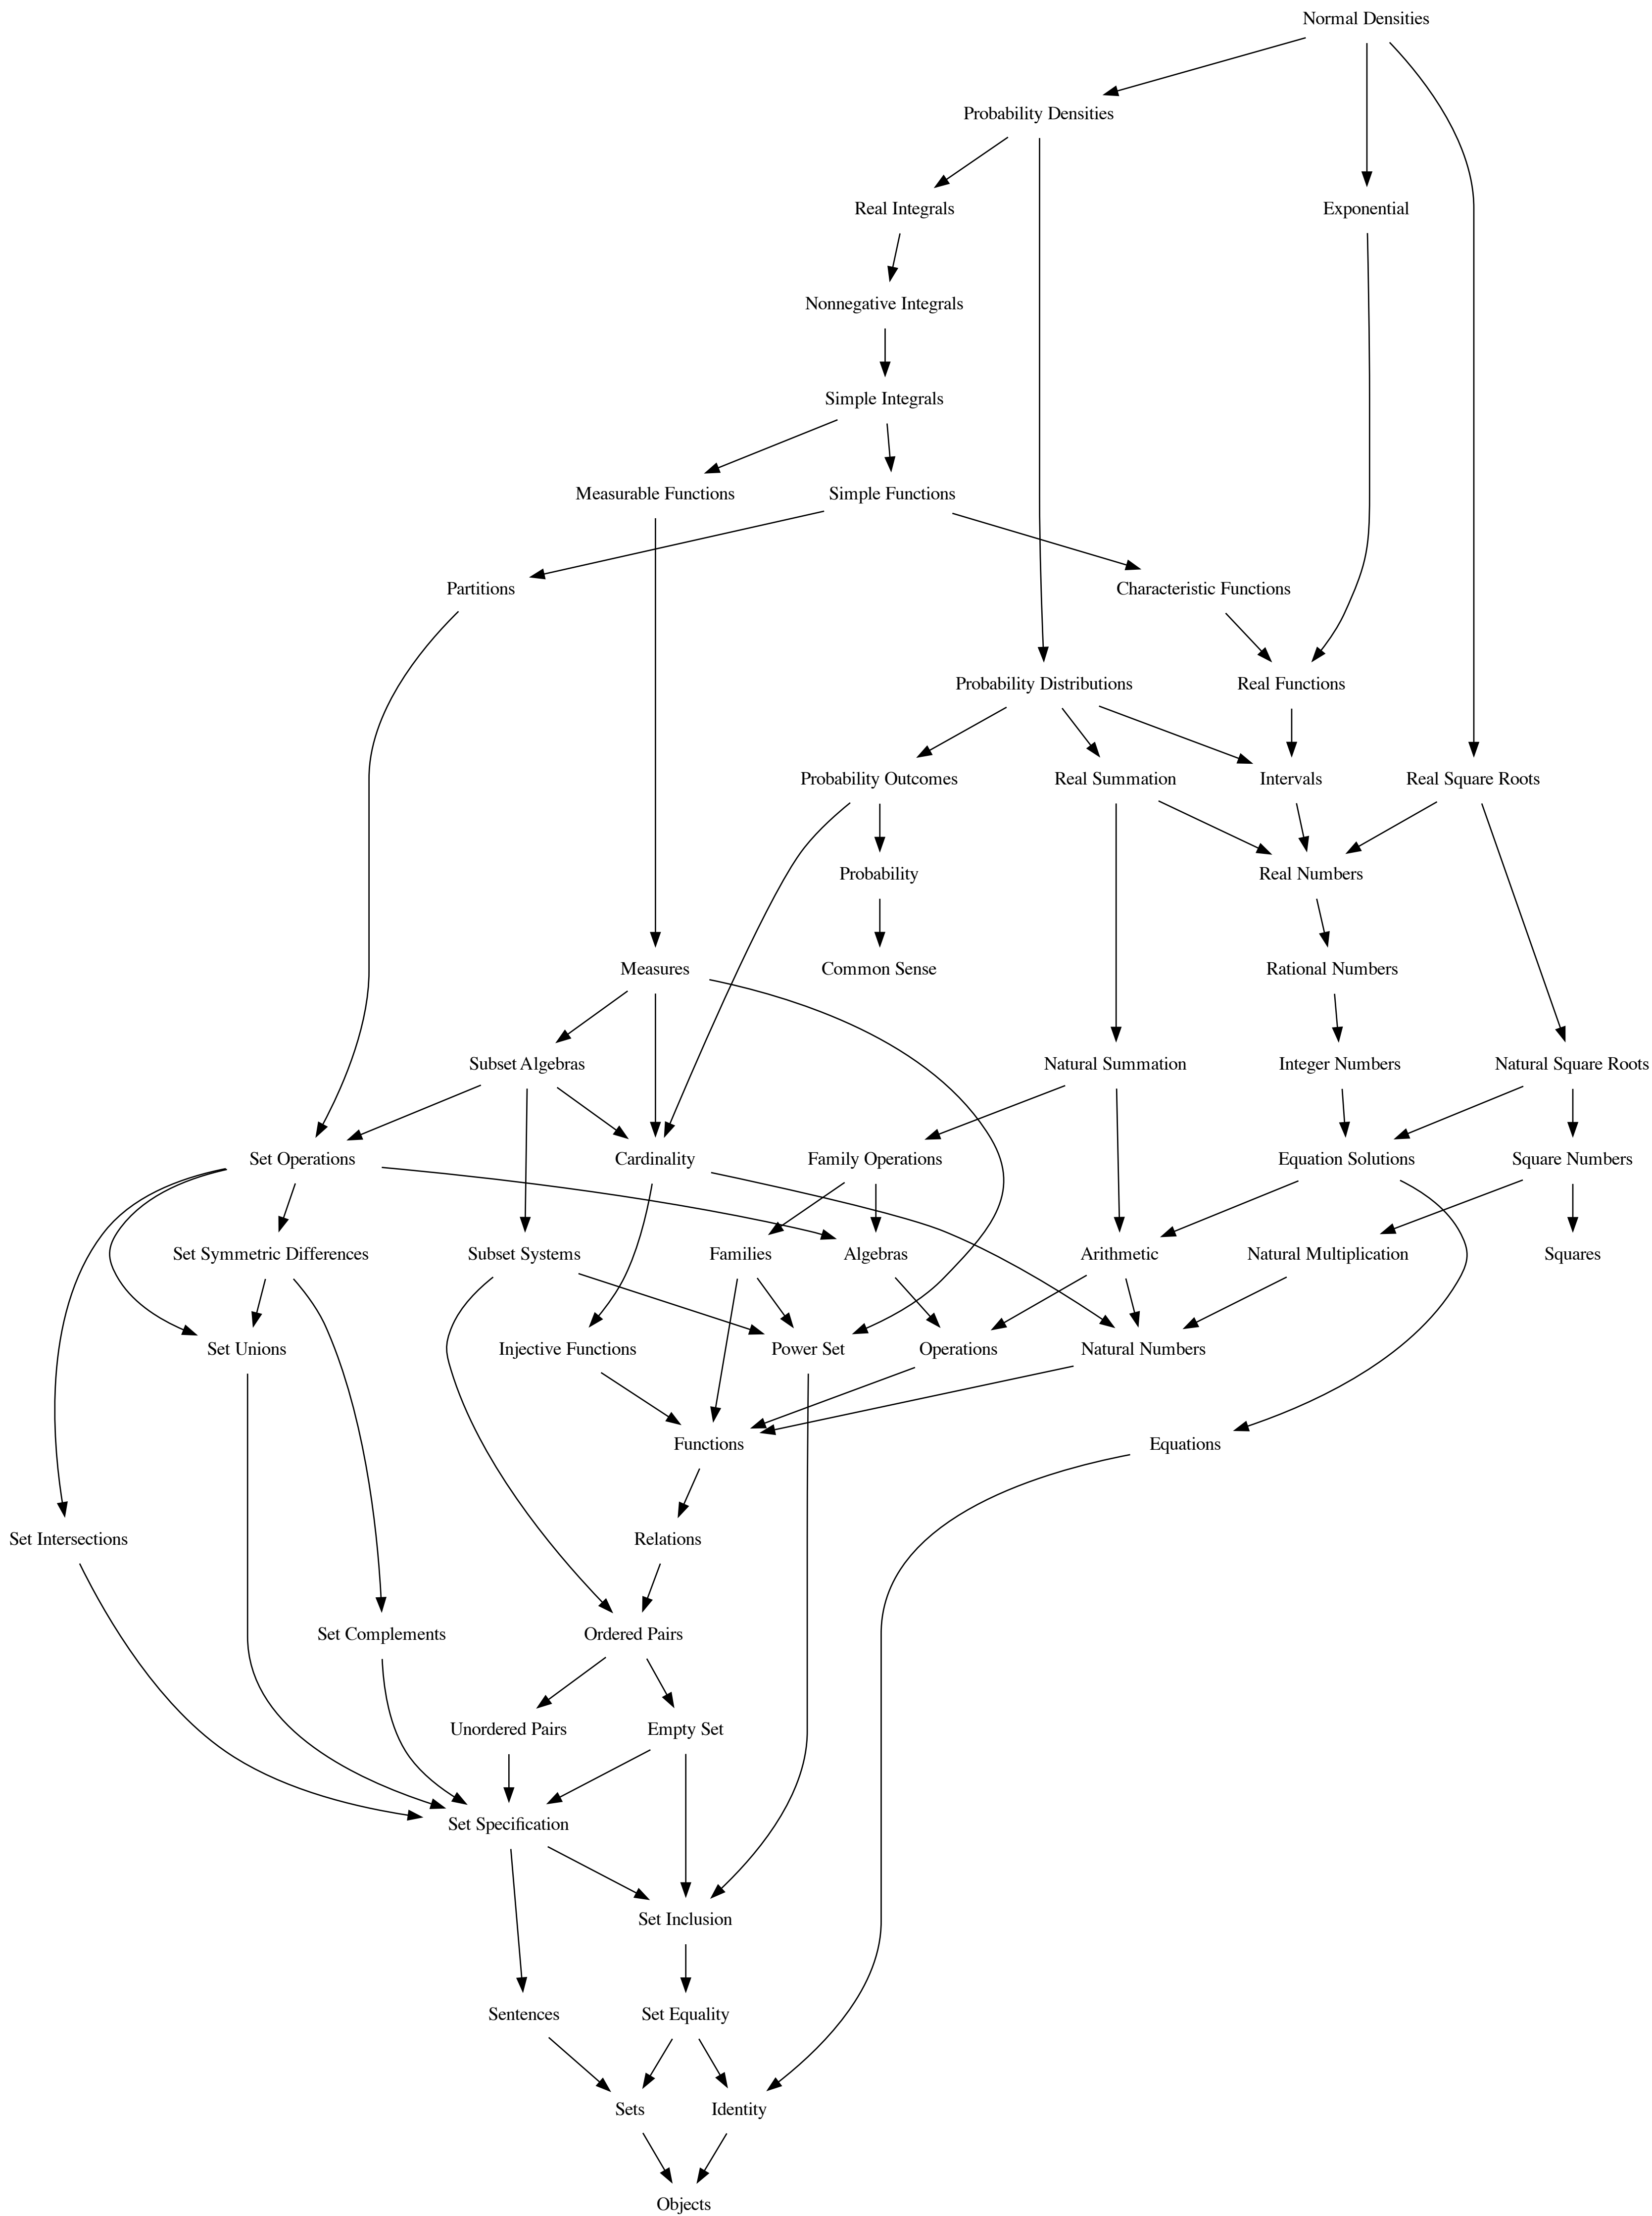 Normal Densities
Probability Densities
Real Integrals
Exponential
Nonnegative Integrals
Simple Integrals
Measurable Functions
Simple Functions
Partitions
Characteristic Functions
Probability Distributions
Real Functions
Probability Outcomes
Real Summation
Intervals
Real Square Roots
Probability
Real Numbers
Measures
Common Sense
Rational Numbers
Subset Algebras
Natural Summation
Integer Numbers
Natural Square Roots
Set Operations
Cardinality
Family Operations
Equation Solutions
Square Numbers
Set Symmetric Differences
Subset Systems
Families
Algebras
Arithmetic
Natural Multiplication
Squares
Set Unions
Injective Functions
Power Set
Operations
Natural Numbers
Functions
Equations
Set Intersections
Relations
Set Complements
Ordered Pairs
Unordered Pairs
Empty Set
Set Specification
Set Inclusion
Sentences
Set Equality
Sets
Identity
Objects